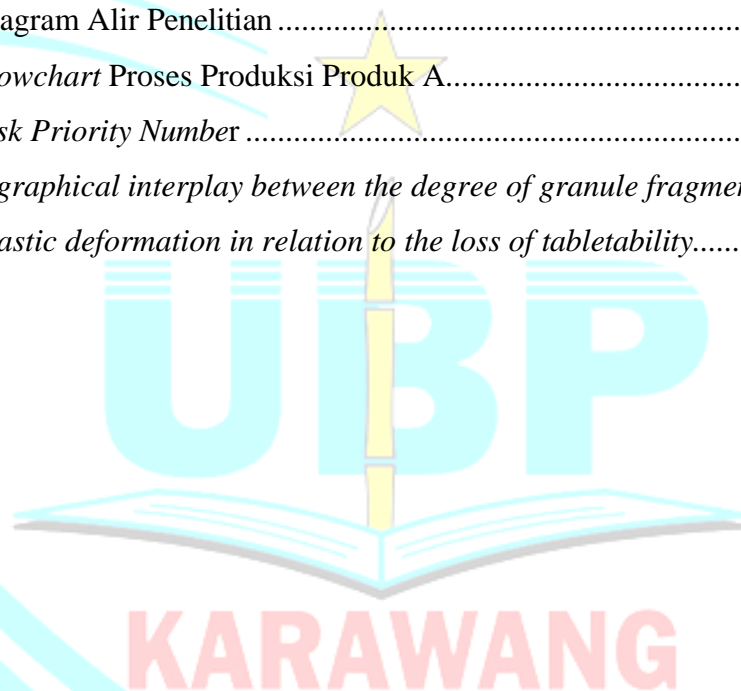 agram Alir Penelitian ........................................................
owchart Proses Produksi Produk A....................................
sk Priority Number ............................................................
graphical interplay between the degree of granule fragmen
astic deformation in relation to the loss of tabletability......
UBP
KARAWANG